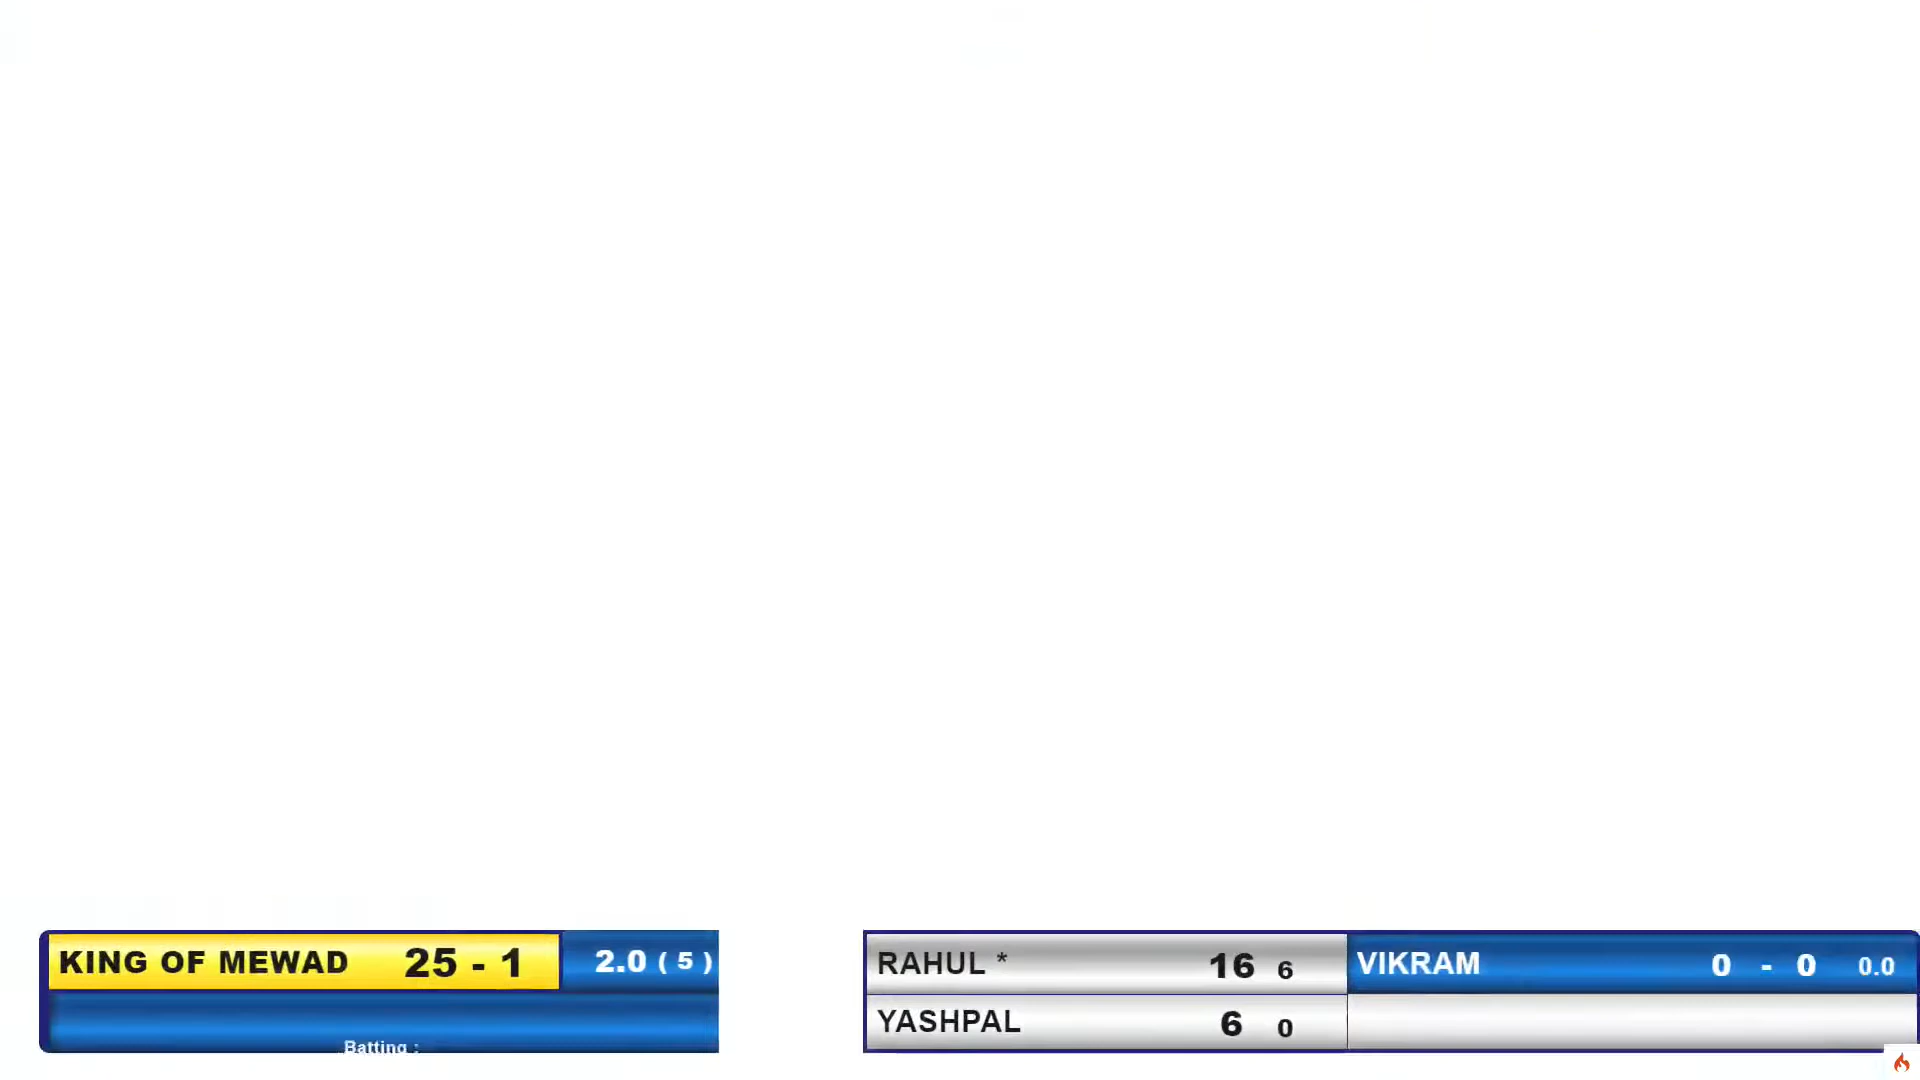 KING OF MEWAD 25 - 1 2.0 ( 5 )
Batting :
RAHUL * 16 6 VIKRAM 0 - 0 0.0
YASHPAL 6 0